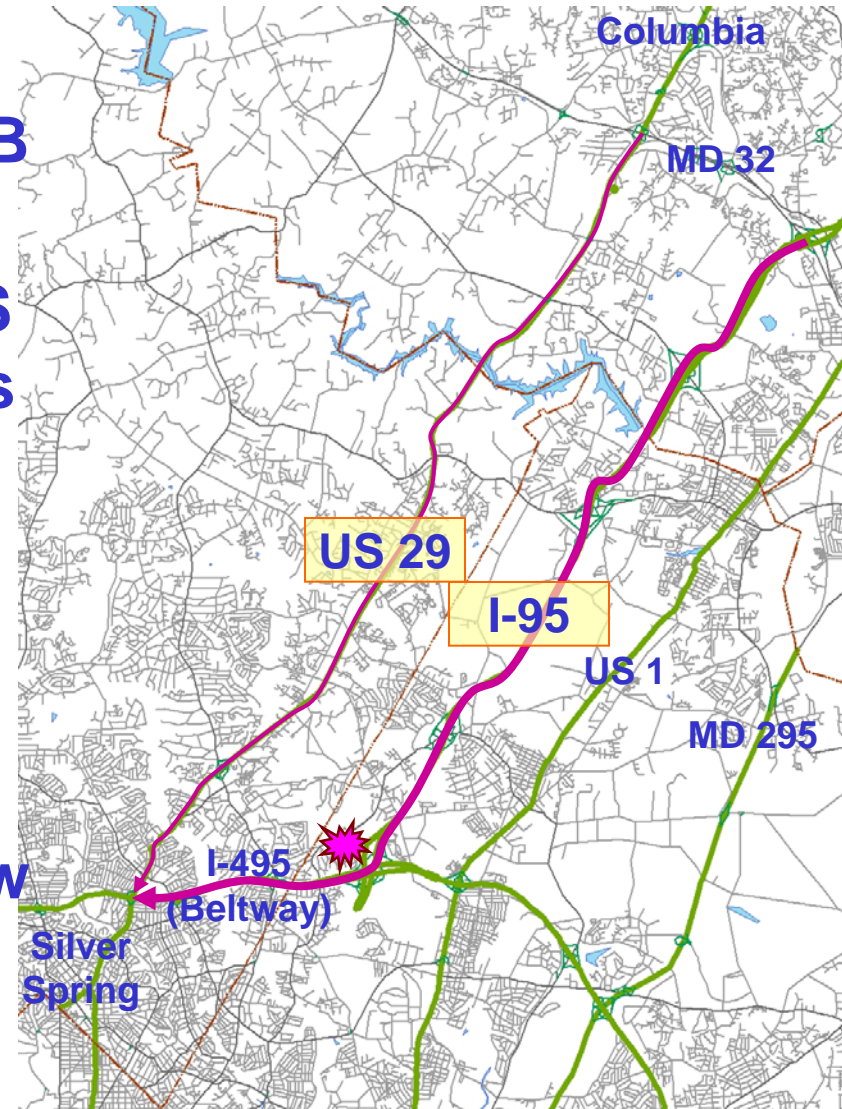 Columbia
B
MD 32
S
s
US 29
I-95
US 1
MD 295
I-495
(Beltway)
w
Silver
Spring